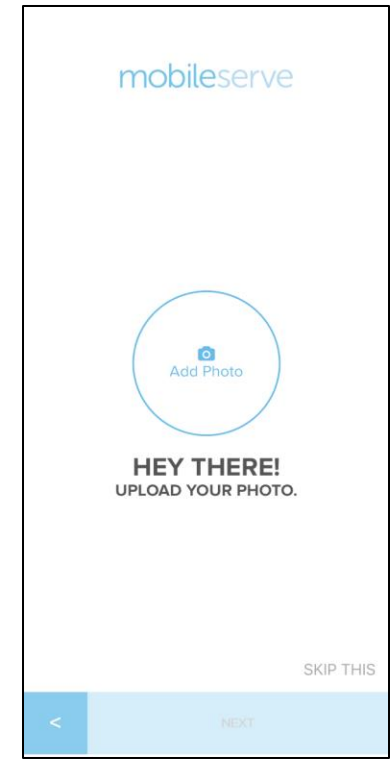 mobileserve
Add Photo
HEY THERE!
UPLOAD YOUR PHOTO.
SKIP THIS
< NEXT